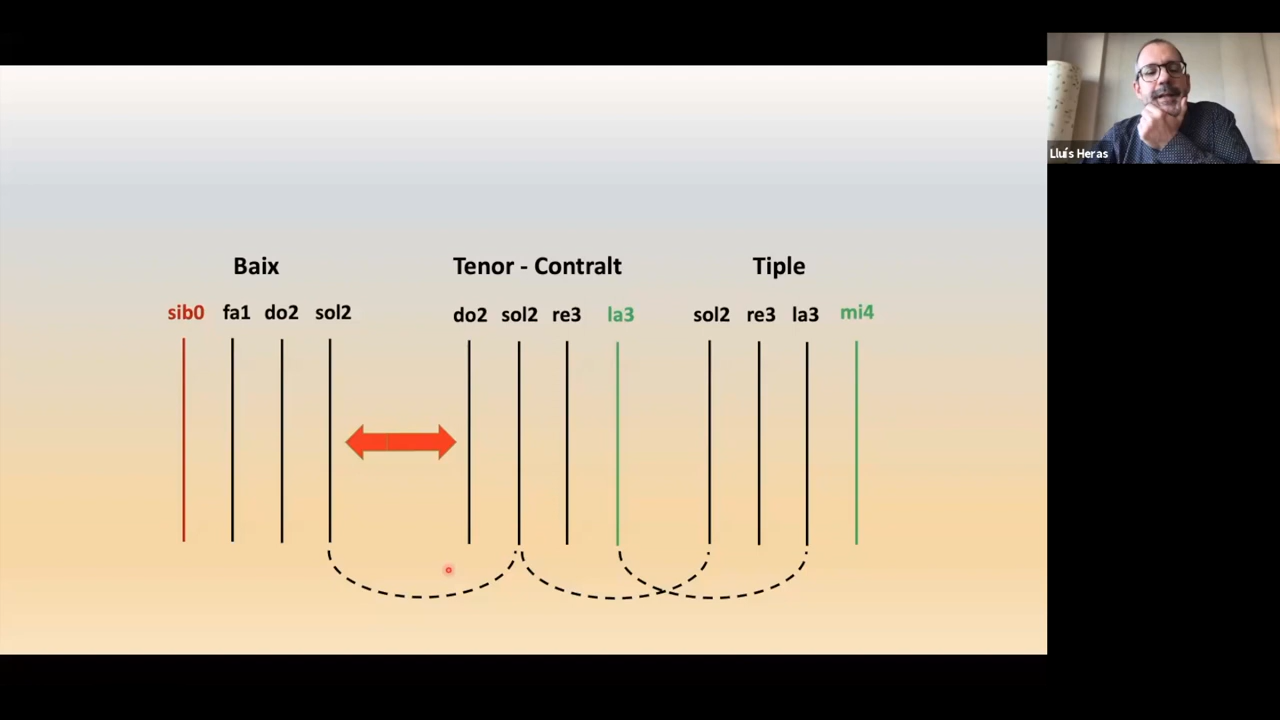 Lluís Heras
Baix Tenor - Contralt Tiple
sib0 fa1 do2 sol2 do2 sol2 re3 la3 sol2 re3 la3 mi4